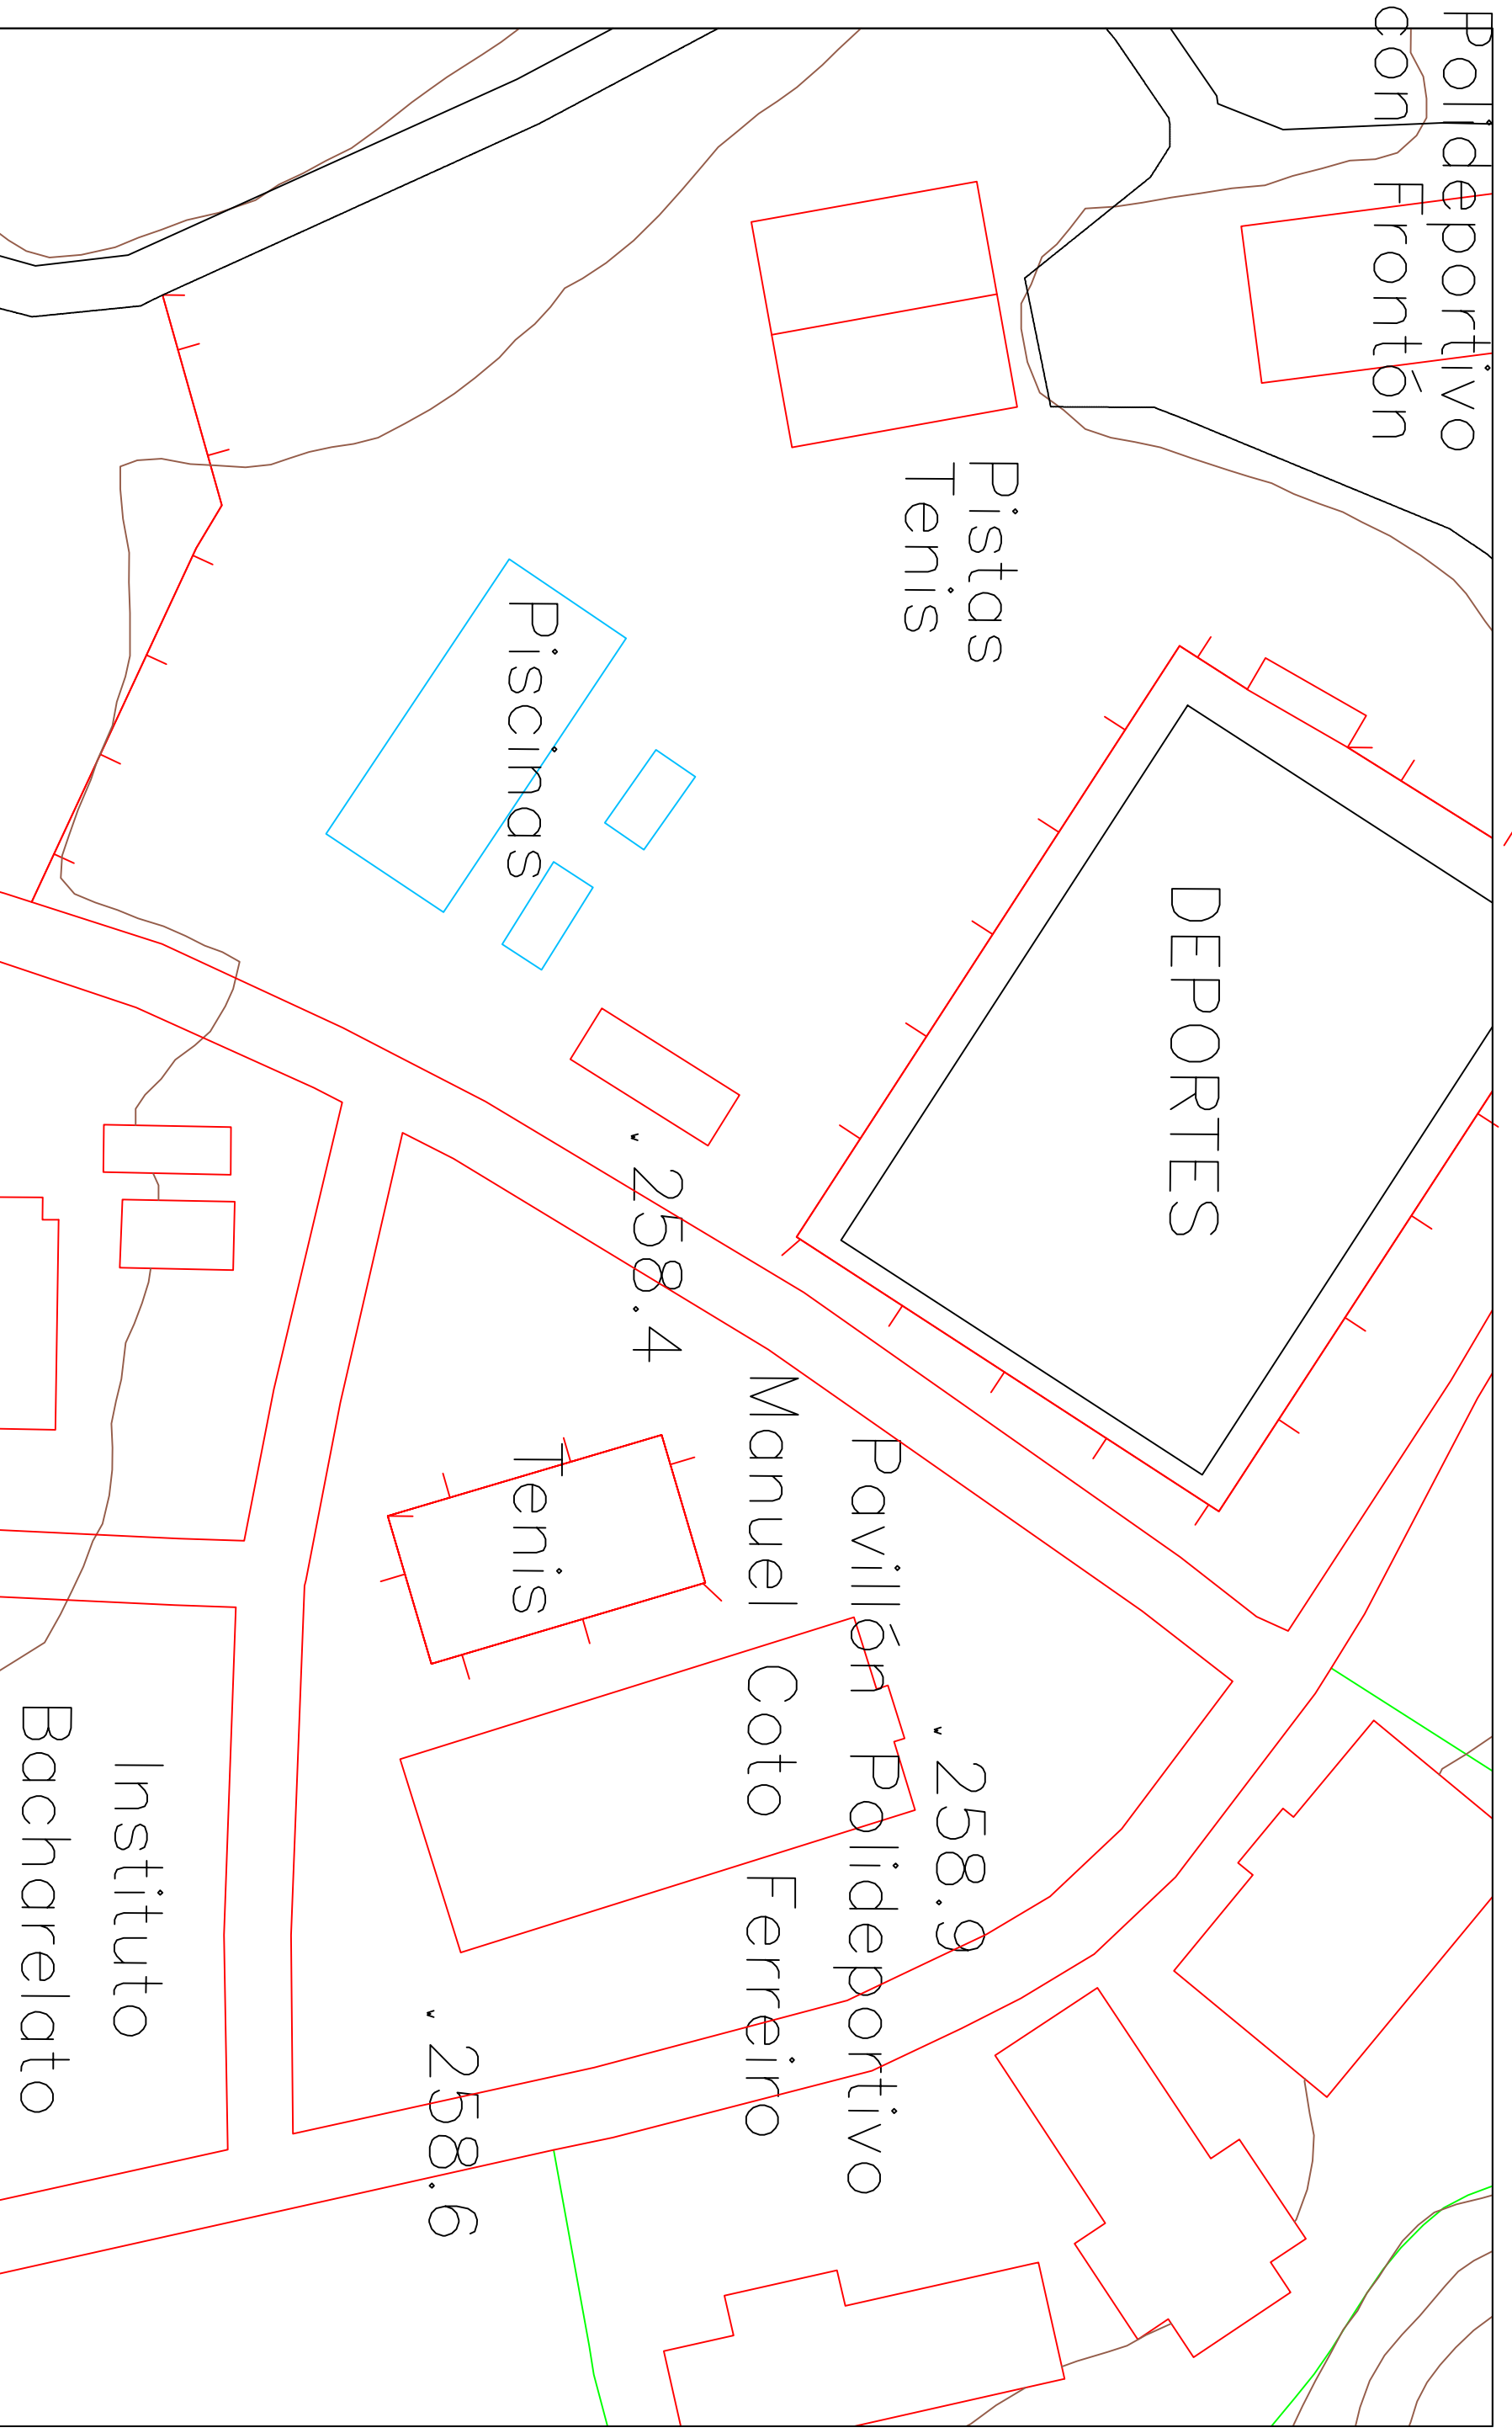 Polideportivo
Con Frontón
Pistas
Tenis
DEPORTES
Piscinas
258.4
Pavillón Polideportivo
Manuel Coto Ferreiro
Tenis
258.9
258.6
Instituto
Bacharelato